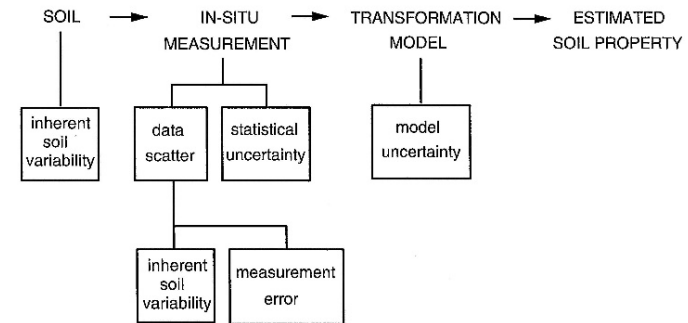 SOIL
IN-SITU
MEASUREMENT
TRANSFORMATION
MODEL
ESTIMATED
SOIL PROPERTY
inherent
soil
variability
data
scatter
statistical
uncertainty
model
uncertainty
inherent
soil
variability
measurement
error